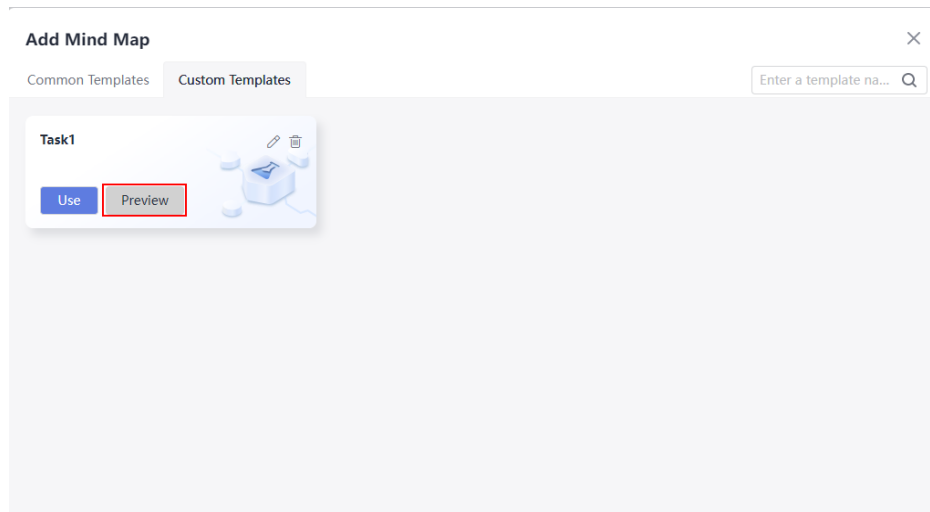 Add Mind Map
Common Templates Custom Templates Enter a template na...
Task1
Use Preview